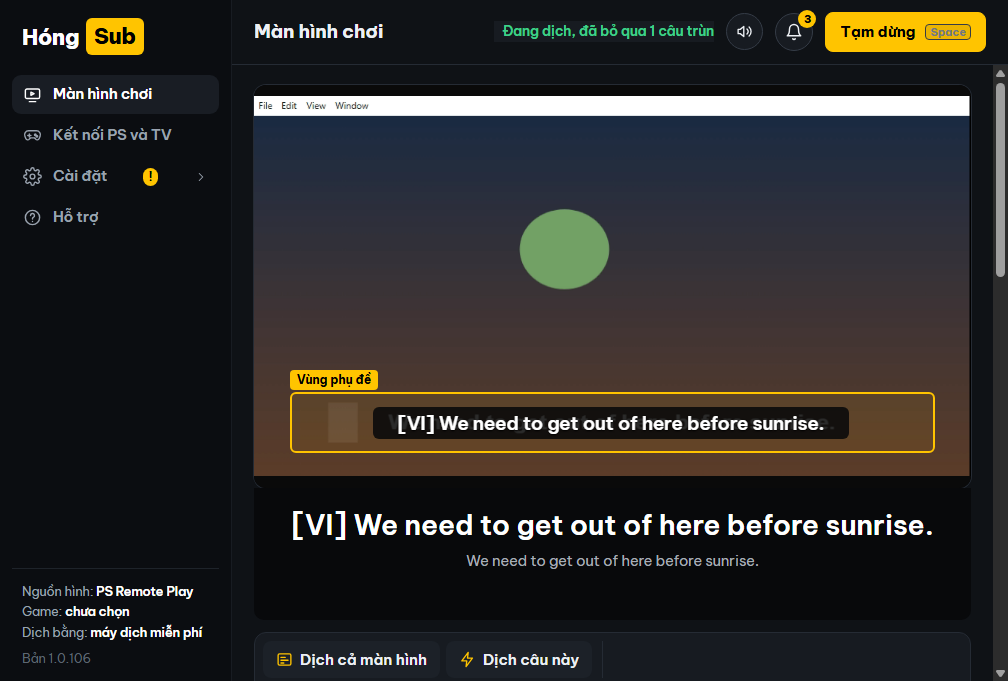 Hóng Sub
Màn hình chơi
Kết nối PS và TV
Cài đặt !
Hỗ trợ
Nguồn hình: PS Remote Play
Game: chưa chọn
Dịch bằng: máy dịch miễn phí
Bản 1.0.106
Màn hình chơi
Đang dịch, đã bỏ qua 1 câu trùn
3
Tạm dừng Space
File Edit View Window
Vùng phụ đề
[VI] We need to get out of here before sunrise.
[VI] We need to get out of here before sunrise.
We need to get out of here before sunrise.
Dịch cả màn hình
Dịch câu này